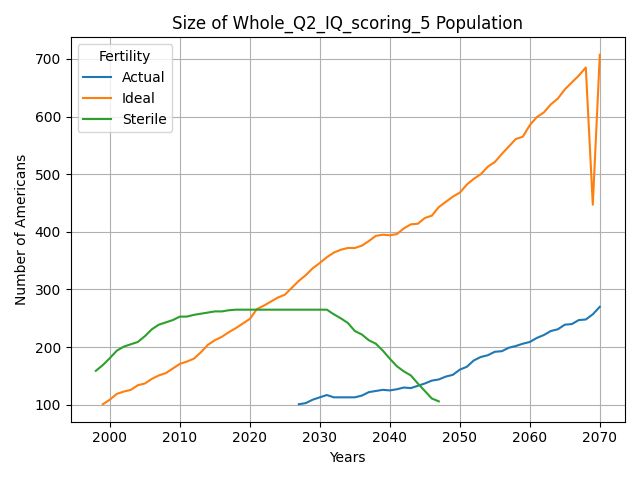 Size of Whole_Q2_IQ_scoring_5 Population
Fertility
Actual
Ideal
Sterile
Number of Americans
700
600
500
400
300
200
100
2000 2010 2020 2030 2040 2050 2060 2070
Years